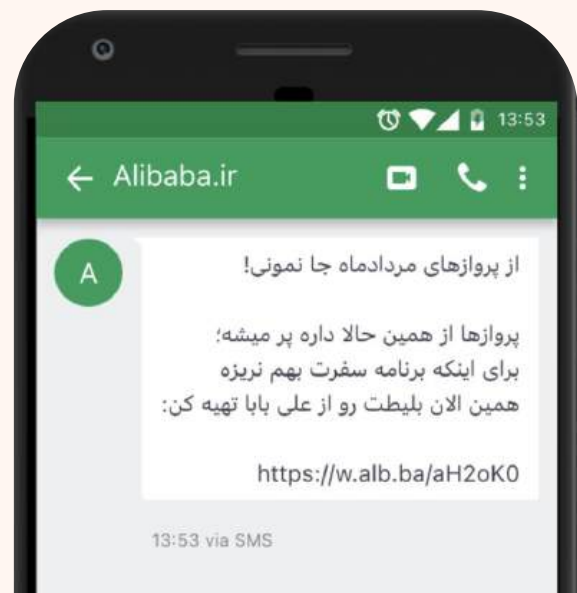 13:53
Alibaba.ir
A
از پروازهای مردادماه جا نمونی!
پروازها از همین حالا داره پر میشه؛
برای اینکه برنامه سفرت بهم نریزه
همین الان بلیطت رو از علی بابا تهیه کن:
https://w.alb.ba/aH2oK0
13:53 via SMS